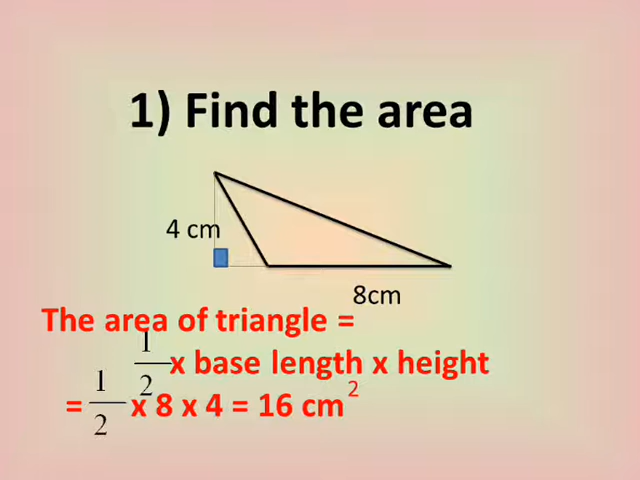 1) Find the area
4 cm
8cm
The area of triangle =
1/2 x base length x height
= 1/2 x 8 x 4 = 16 cm²